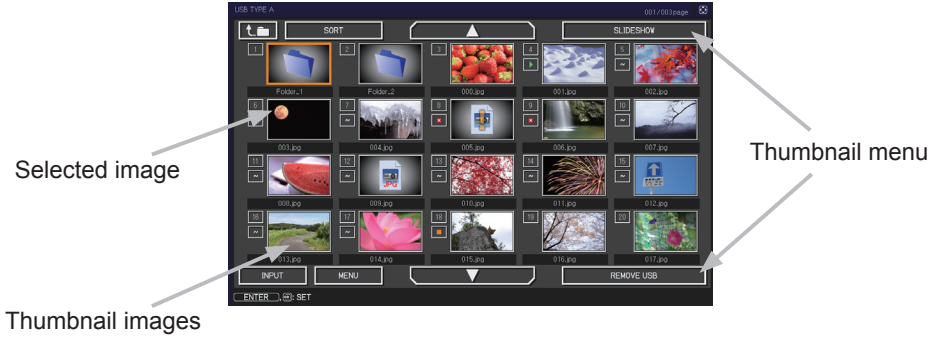 USB TYPE A 001/003page
SORT SLIDESHOW
1 2 3 4 5
Folder_1 Folder_2 000.jpg 001.jpg 002.jpg
6 7 8 9 10
003.jpg 004.jpg 005.jpg 006.jpg 007.jpg
11 12 13 14 15
JPG
008.jpg 009.jpg 010.jpg 011.jpg 012.jpg
16 17 18 19 20
013.jpg 014.jpg 015.jpg 016.jpg 017.jpg
INPUT MENU REMOVE USB
ENTER , : SET
Selected image
Thumbnail menu
Thumbnail images